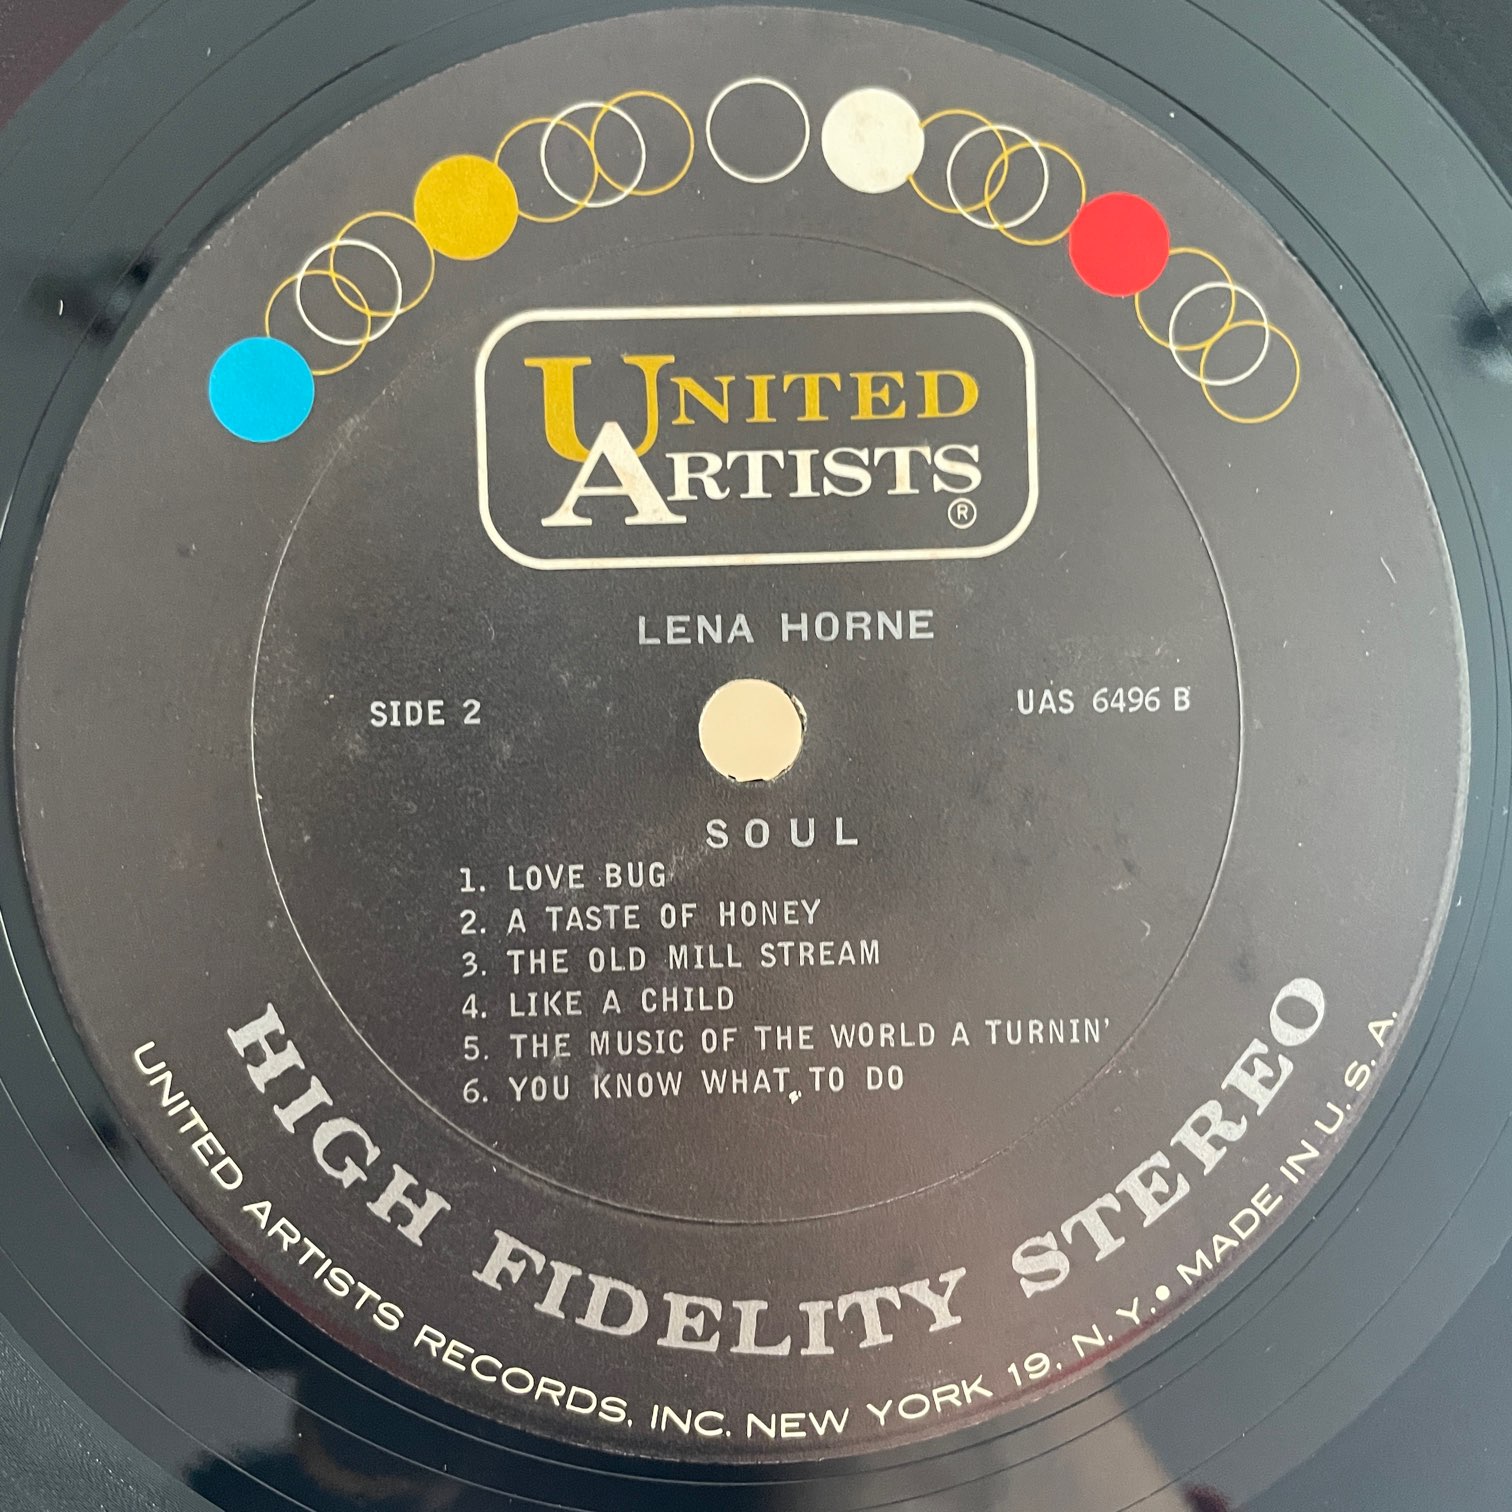 UNITED
ARTISTS
®
LENA HORNE
SIDE 2
UAS 6496 B
SOUL
1. LOVE BUG
2. A TASTE OF HONEY
3. THE OLD MILL STREAM
4. LIKE A CHILD
5. THE MUSIC OF THE WORLD A TURNIN'
6. YOU KNOW WHAT TO DO
HIGH FIDELITY STEREO
UNITED ARTISTS RECORDS, INC. NEW YORK 19, N. Y. • MADE IN U. S. A.